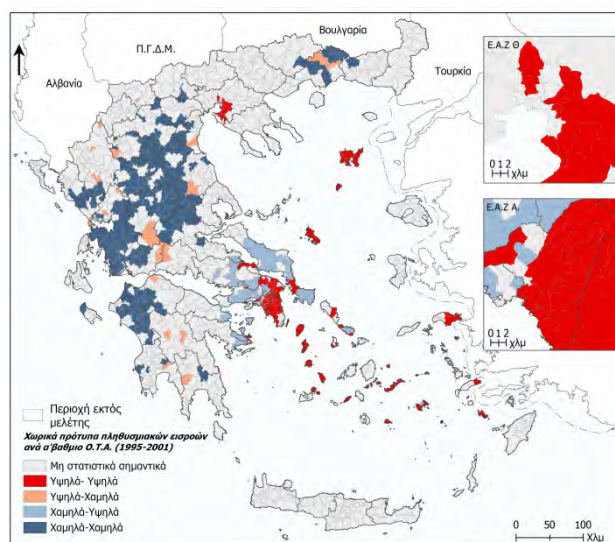 Βουλγαρία
Π.Γ.Δ.Μ.
Αλβανία
Τουρκία
Ε.Α.Ζ Θ
0 1 2
χλμ
Ε.Α.Ζ Α.
0 1 2
χλμ
Περιοχή εκτός
μελέτης
Χωρικά πρότυπα πληθυσμιακών εισροών
ανά α΄βαθμιο Ο.Τ.Α. (1995-2001)
Μη στατιστικά σημαντικά
Υψηλά- Υψηλά
Υψηλά-Χαμηλά
Χαμηλά-Υψηλά
Χαμηλά-Χαμηλά
0 50 100
Χλμ